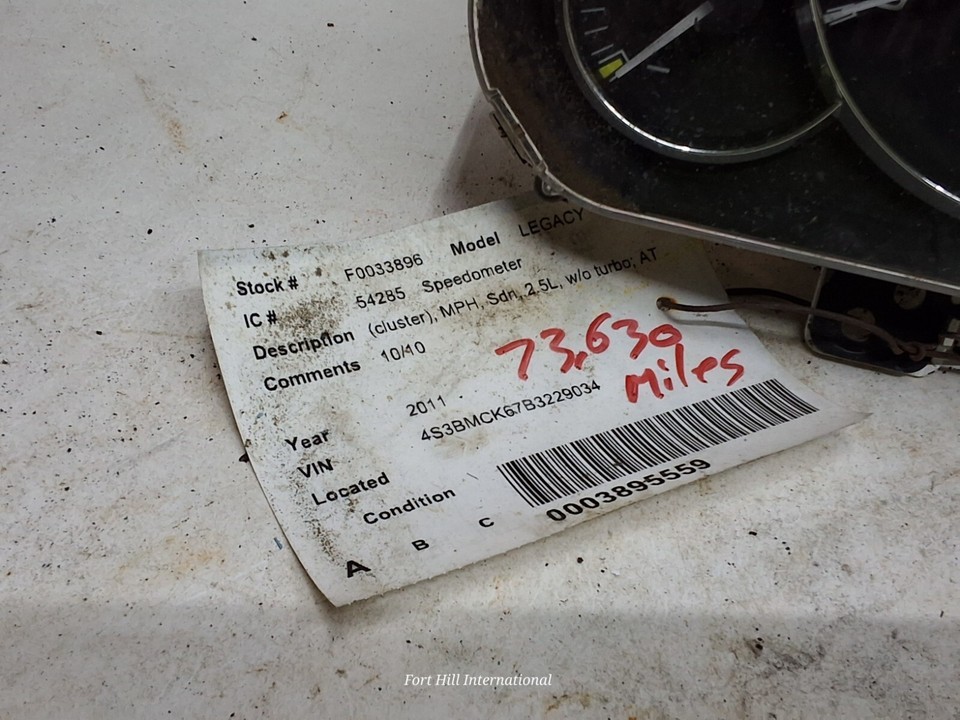 Stock # F0033896 Model LEGACY
IC # 54285 Speedometer
Description (cluster), MPH, Sdn, 2.5L, w/o turbo; AT
Comments 10/10
73,630
Miles
Year 2011
VIN 4S3BMCK67B3229034
Located
Condition
A B C
0003895559
Fort Hill International